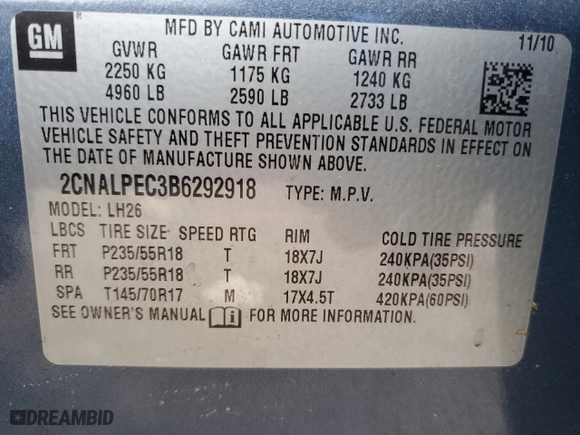 GM
MFD BY CAMI AUTOMOTIVE INC.
11/10
GVWR GAWR FRT GAWR RR
2250 KG 1175 KG 1240 KG
4960 LB 2590 LB 2733 LB
THIS VEHICLE CONFORMS TO ALL APPLICABLE U.S. FEDERAL MOTOR
VEHICLE SAFETY AND THEFT PREVENTION STANDARDS IN EFFECT ON
THE DATE OF MANUFACTURE SHOWN ABOVE.
2CNALPEC3B6292918 TYPE: M.P.V.
MODEL: LH26
LBCS TIRE SIZE SPEED RTG RIM COLD TIRE PRESSURE
FRT P235/55R18 T 18X7J 240KPA(35PSI)
RR P235/55R18 T 18X7J 240KPA(35PSI)
SPA T145/70R17 M 17X4.5T 420KPA(60PSI)
SEE OWNER'S MANUAL i FOR MORE INFORMATION.
DREAMBID